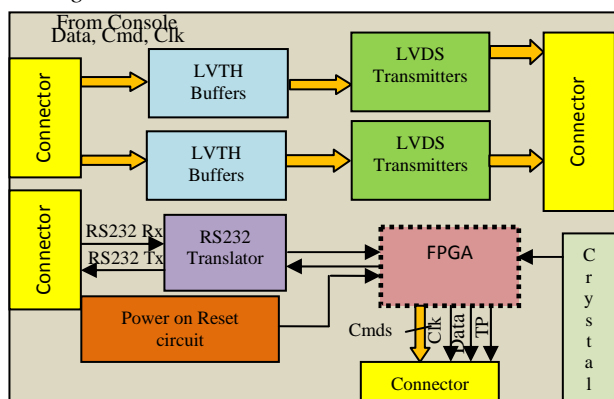 From Console
Data, Cmd, Clk
Connector
LVTH
Buffers
LVDS
Transmitters
Connector
LVTH
Buffers
LVDS
Transmitters
Connector
RS232 Rx
RS232 Tx
RS232
Translator
FPGA
Crystal
Power on Reset
circuit
Cmds
Clk
Data
TP
Connector